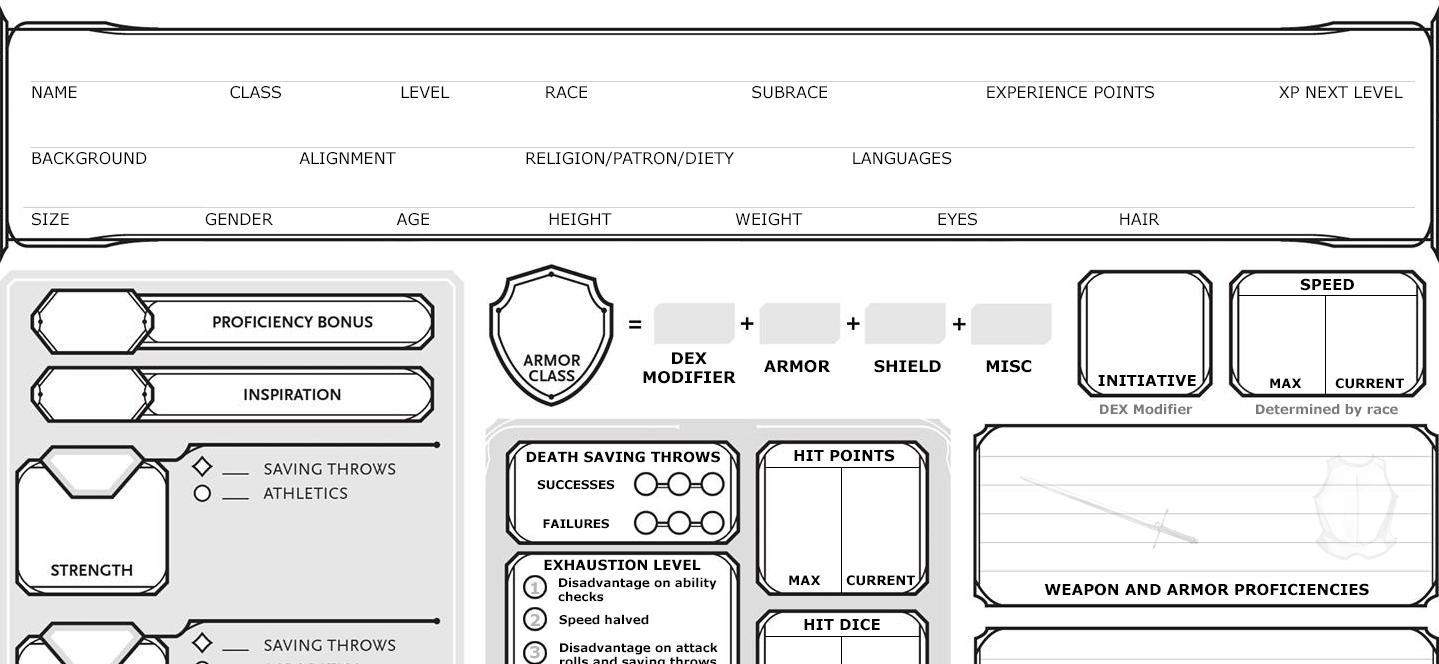 NAME CLASS LEVEL RACE SUBRACE EXPERIENCE POINTS XP NEXT LEVEL
BACKGROUND ALIGNMENT RELIGION/PATRON/DIETY LANGUAGES
SIZE GENDER AGE HEIGHT WEIGHT EYES HAIR
PROFICIENCY BONUS
INSPIRATION
SAVING THROWS
ATHLETICS
STRENGTH
SAVING THROWS
ARMOR
CLASS
=
DEX
MODIFIER
+
ARMOR
+
SHIELD
+
MISC
INITIATIVE
DEX Modifier
SPEED
MAX CURRENT
Determined by race
DEATH SAVING THROWS
SUCCESSES
FAILURES
EXHAUSTION LEVEL
1 Disadvantage on ability
checks
2 Speed halved
3 Disadvantage on attack
rolls and saving throws
HIT POINTS
MAX CURRENT
HIT DICE
WEAPON AND ARMOR PROFICIENCIES